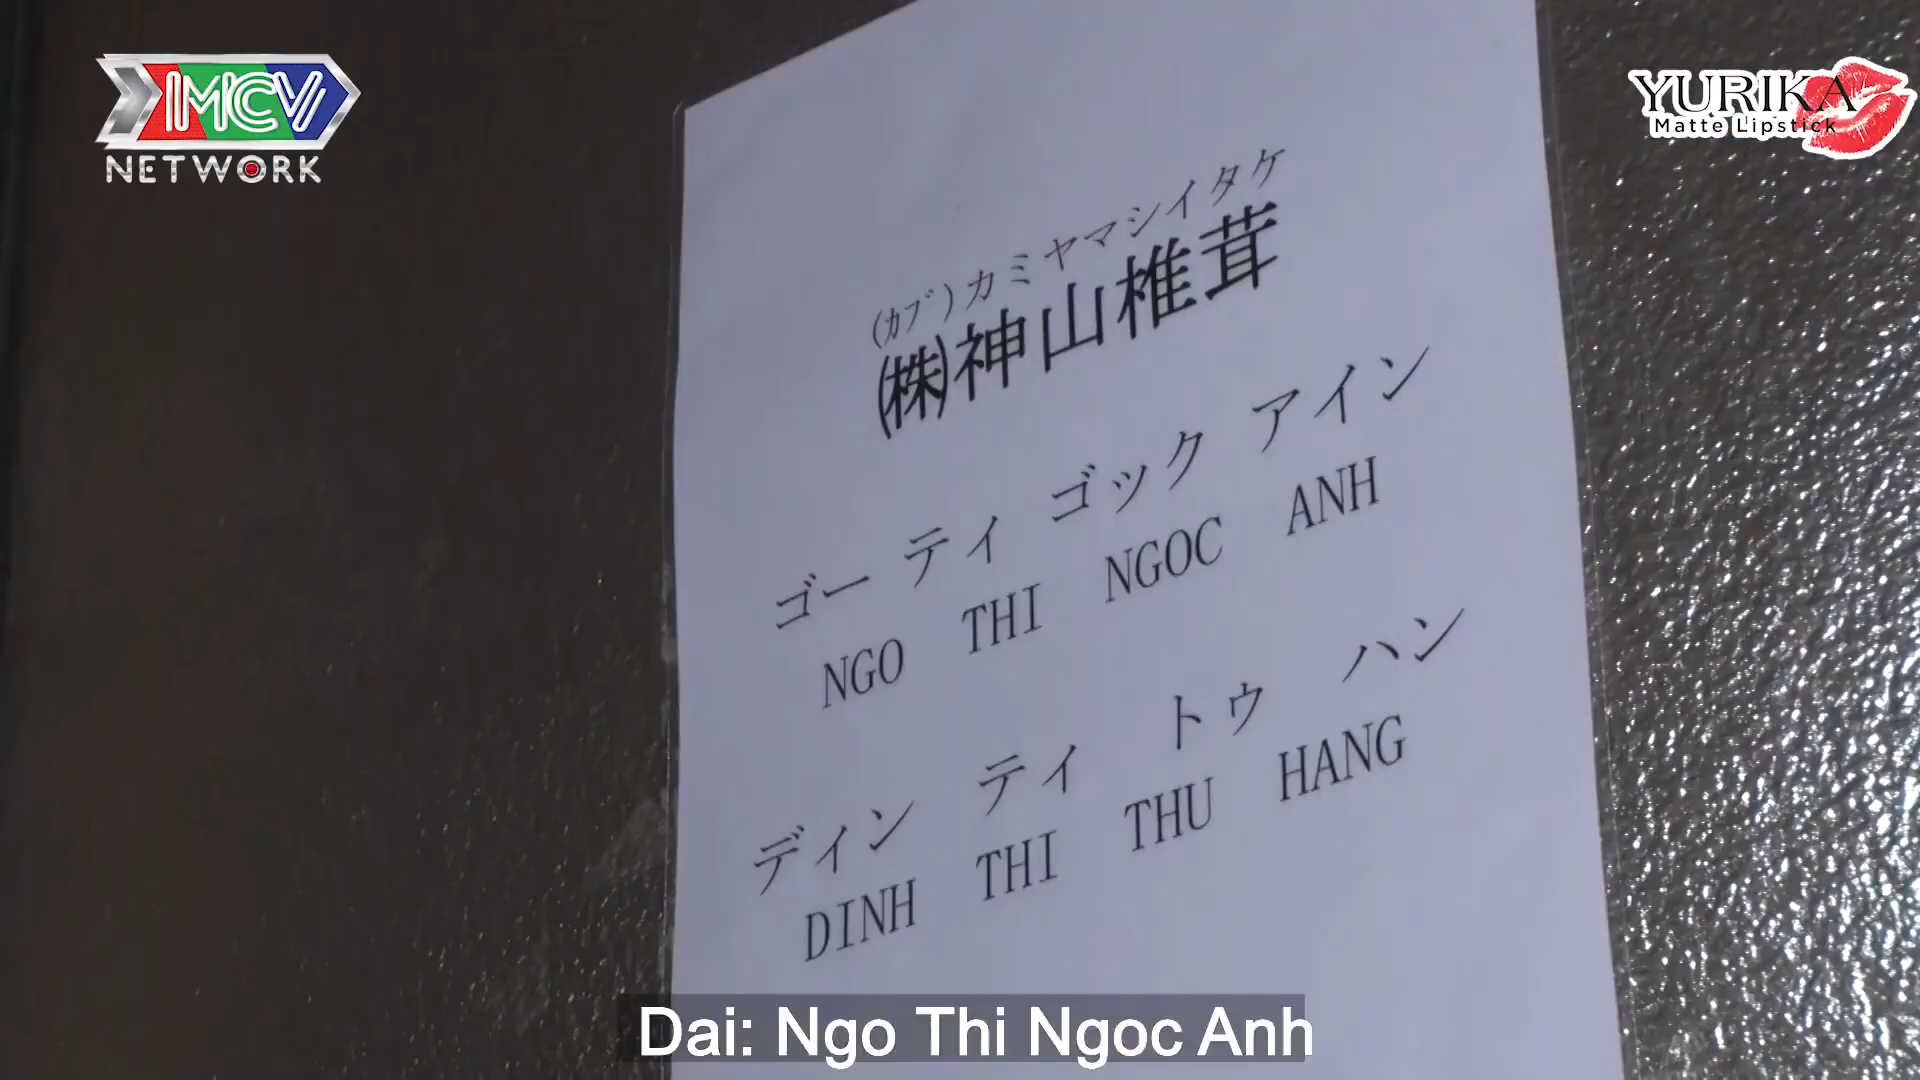 MCV
NETWORK
YURIKA
Matte Lipstick
(ｶﾌﾞ)カミヤマシイタケ
㈱神山椎茸
ゴー ティ ゴック アイン
NGO THI NGOC ANH
ディン ティ トゥ ハン
DINH THI THU HANG
Dai: Ngo Thi Ngoc Anh